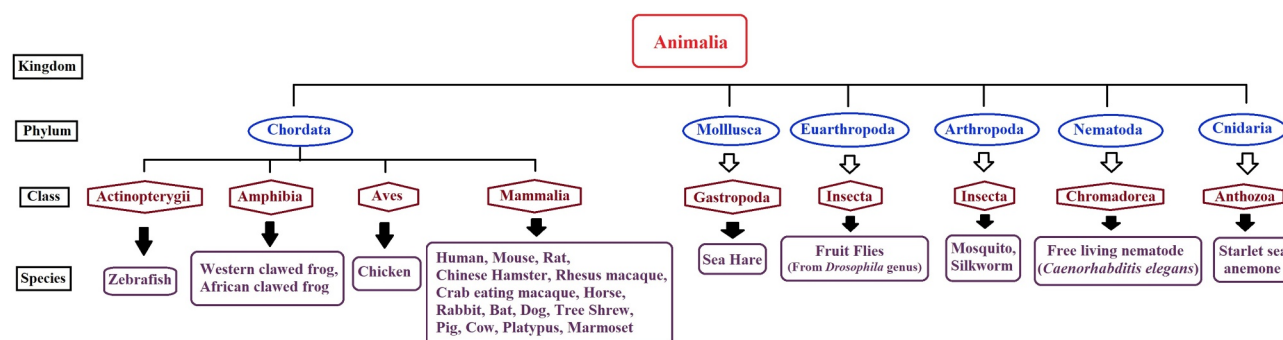 Animalia
Kingdom
Phylum
Chordata
Molllusca
Euarthropoda
Arthropoda
Nematoda
Cnidaria
Class
Actinopterygii
Amphibia
Aves
Mammalia
Gastropoda
Insecta
Insecta
Chromadorea
Anthozoa
Species
Zebrafish
Western clawed frog,
African clawed frog
Chicken
Human, Mouse, Rat,
Chinese Hamster, Rhesus macaque,
Crab eating macaque, Horse,
Rabbit, Bat, Dog, Tree Shrew,
Pig, Cow, Platypus, Marmoset
Sea Hare
Fruit Flies
(From Drosophila genus)
Mosquito,
Silkworm
Free living nematode
(Caenorhabditis elegans)
Starlet sea
anemone